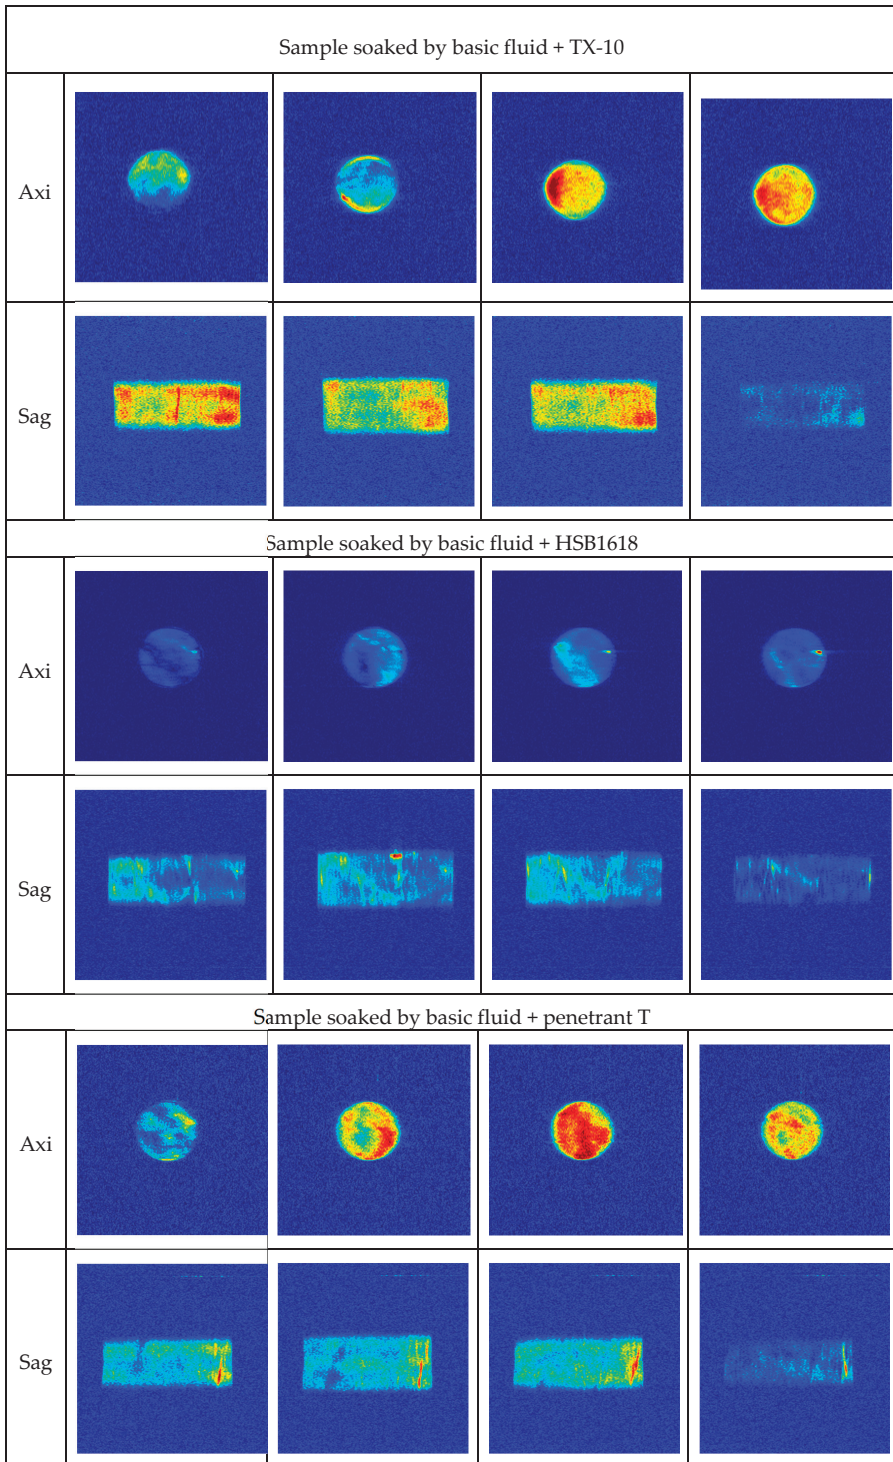 Sample soaked by basic fluid + TX-10
Axi
Sag
Sample soaked by basic fluid + HSB1618
Axi
Sag
Sample soaked by basic fluid + penetrant T
Axi
Sag